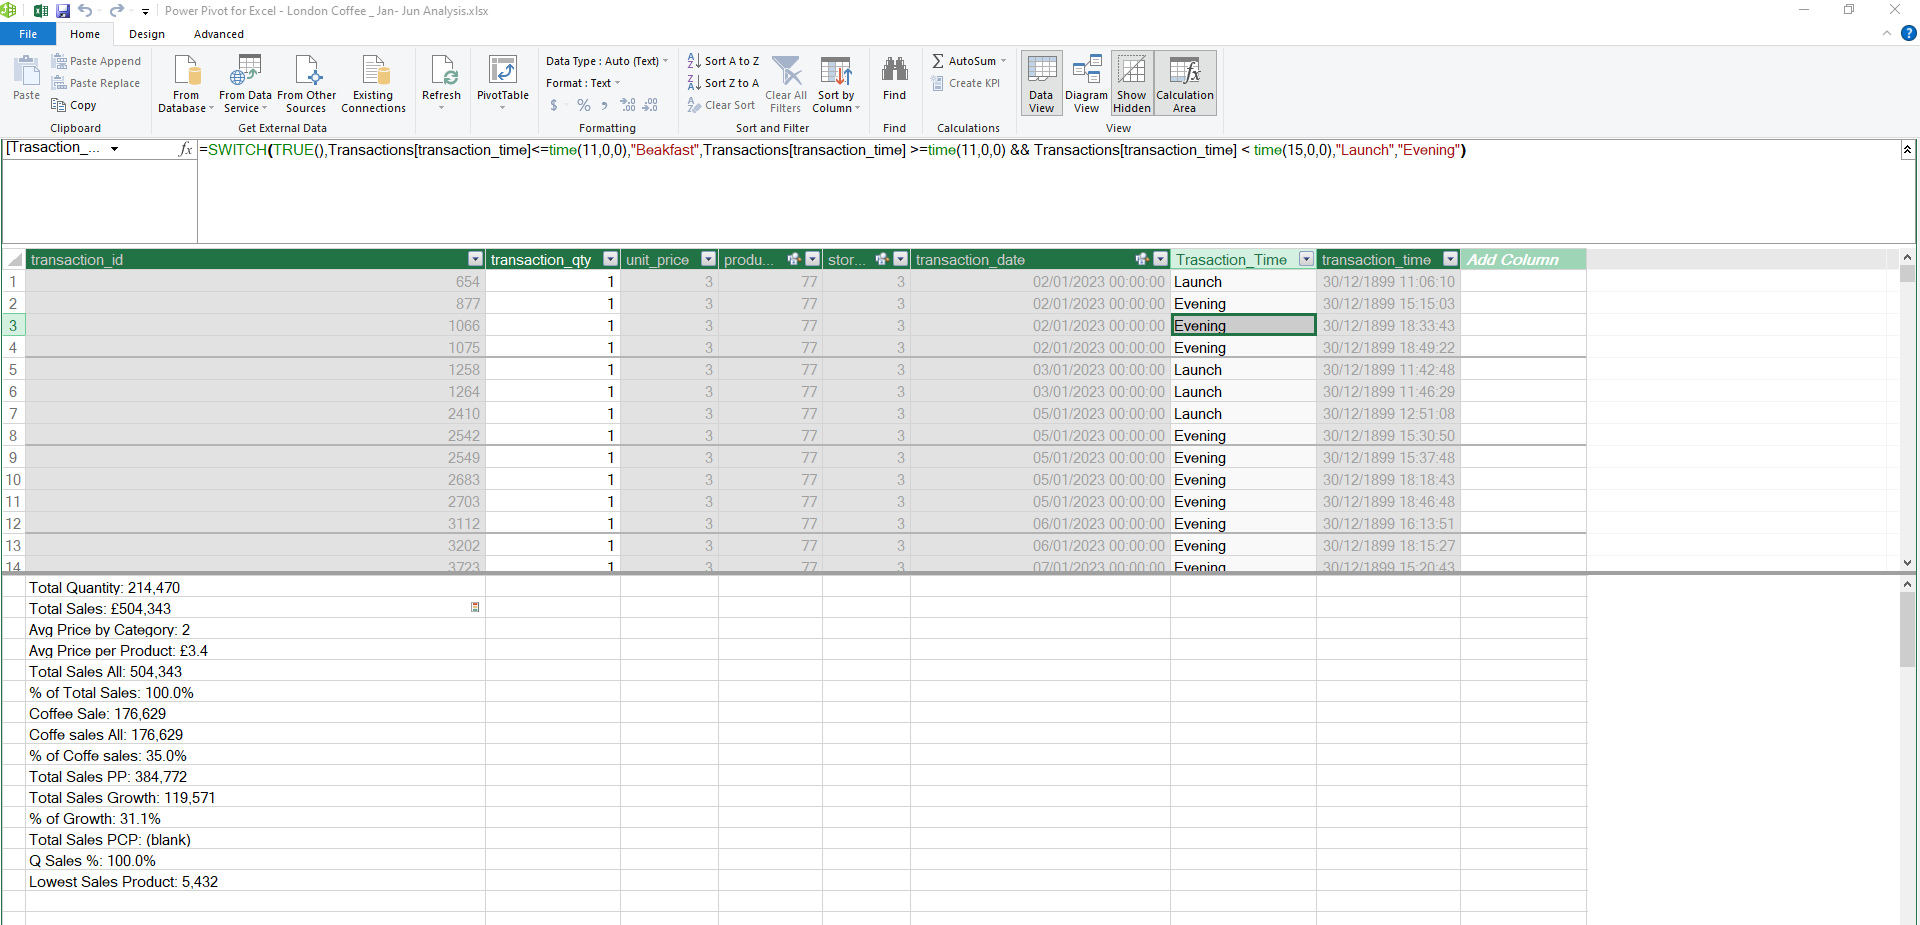 Power Pivot for Excel - London Coffee _ Jan- Jun Analysis.xlsx
File Home Design Advanced
Paste
Paste Append
Paste Replace
Copy
Clipboard
From Database
From Data Service
From Other Sources
Existing Connections
Get External Data
Refresh
PivotTable
Data Type : Auto (Text)
Format : Text
$ % , .00 .00
Formatting
Sort A to Z
Sort Z to A
Clear Sort
Clear All Filters
Sort by Column
Sort and Filter
Find
Find
AutoSum
Create KPI
Calculations
Data View
Diagram View
Show Hidden
Calculation Area
View
[Trasaction_... fx =SWITCH(TRUE(),Transactions[transaction_time]<=time(11,0,0),"Beakfast",Transactions[transaction_time] >=time(11,0,0) && Transactions[transaction_time] < time(15,0,0),"Launch","Evening")
transaction_id transaction_qty unit_price produ... stor... transaction_date Trasaction_Time transaction_time Add Column
1 654 1 3 77 3 02/01/2023 00:00:00 Launch 30/12/1899 11:06:10
2 877 1 3 77 3 02/01/2023 00:00:00 Evening 30/12/1899 15:15:03
3 1066 1 3 77 3 02/01/2023 00:00:00 Evening 30/12/1899 18:33:43
4 1075 1 3 77 3 02/01/2023 00:00:00 Evening 30/12/1899 18:49:22
5 1258 1 3 77 3 03/01/2023 00:00:00 Launch 30/12/1899 11:42:48
6 1264 1 3 77 3 03/01/2023 00:00:00 Launch 30/12/1899 11:46:29
7 2410 1 3 77 3 05/01/2023 00:00:00 Launch 30/12/1899 12:51:08
8 2542 1 3 77 3 05/01/2023 00:00:00 Evening 30/12/1899 15:30:50
9 2549 1 3 77 3 05/01/2023 00:00:00 Evening 30/12/1899 15:37:48
10 2683 1 3 77 3 05/01/2023 00:00:00 Evening 30/12/1899 18:18:43
11 2703 1 3 77 3 05/01/2023 00:00:00 Evening 30/12/1899 18:46:48
12 3112 1 3 77 3 06/01/2023 00:00:00 Evening 30/12/1899 16:13:51
13 3202 1 3 77 3 06/01/2023 00:00:00 Evening 30/12/1899 18:15:27
14 3723 1 3 77 3 07/01/2023 00:00:00 Evening 30/12/1899 15:20:43
Total Quantity: 214,470
Total Sales: £504,343
Avg Price by Category: 2
Avg Price per Product: £3.4
Total Sales All: 504,343
% of Total Sales: 100.0%
Coffee Sale: 176,629
Coffe sales All: 176,629
% of Coffe sales: 35.0%
Total Sales PP: 384,772
Total Sales Growth: 119,571
% of Growth: 31.1%
Total Sales PCP: (blank)
Q Sales %: 100.0%
Lowest Sales Product: 5,432